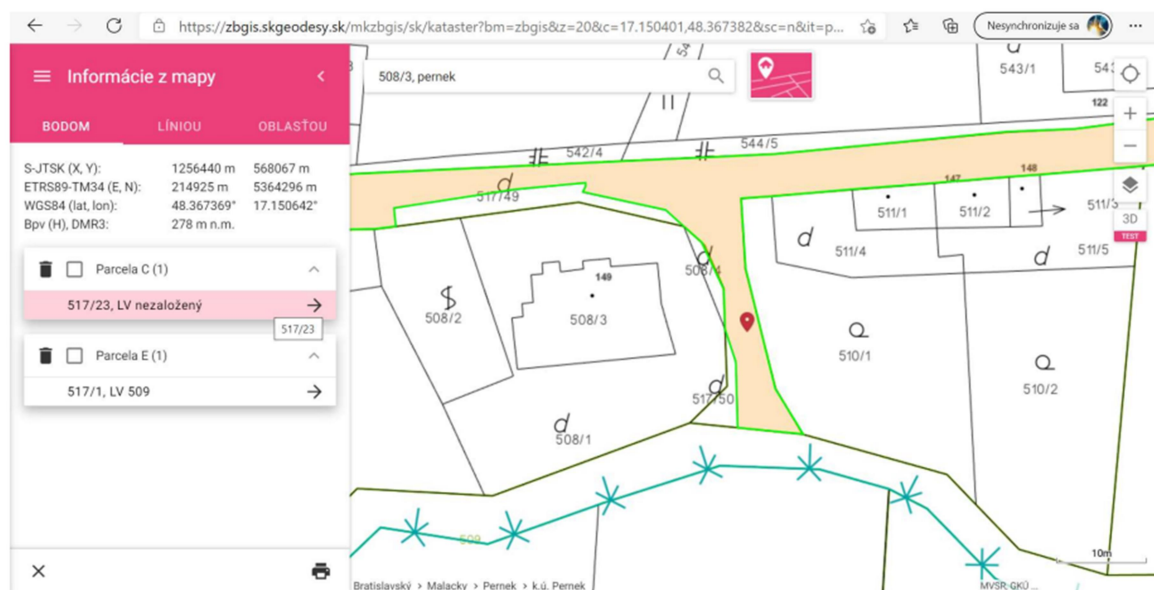 https://zbgis.skgeodesy.sk/mkzbgis/sk/kataster?bm=zbgis&z=20&c=17.150401,48.367382&sc=n&it=p...
Nesynchronizuje sa
Informácie z mapy
508/3, pernek
BODOM LÍNIOU OBLASŤOU
S-JTSK (X, Y): 1256440 m 568067 m
ETRS89-TM34 (E, N): 214925 m 5364296 m
WGS84 (lat, lon): 48.367369° 17.150642°
Bpv (H), DMR3: 278 m n.m.
Parcela C (1)
517/23, LV nezaložený
517/23
Parcela E (1)
517/1, LV 509
543/1
122
542/4
544/5
517/49
147
148
511/1
511/2
511/3
3D
TEST
511/4
511/5
508/4
149
508/2
508/3
510/1
510/2
517/50
508/1
509
10m
Bratislavský > Malacky > Pernek > k.ú. Pernek
MVSR, GKÚ ...